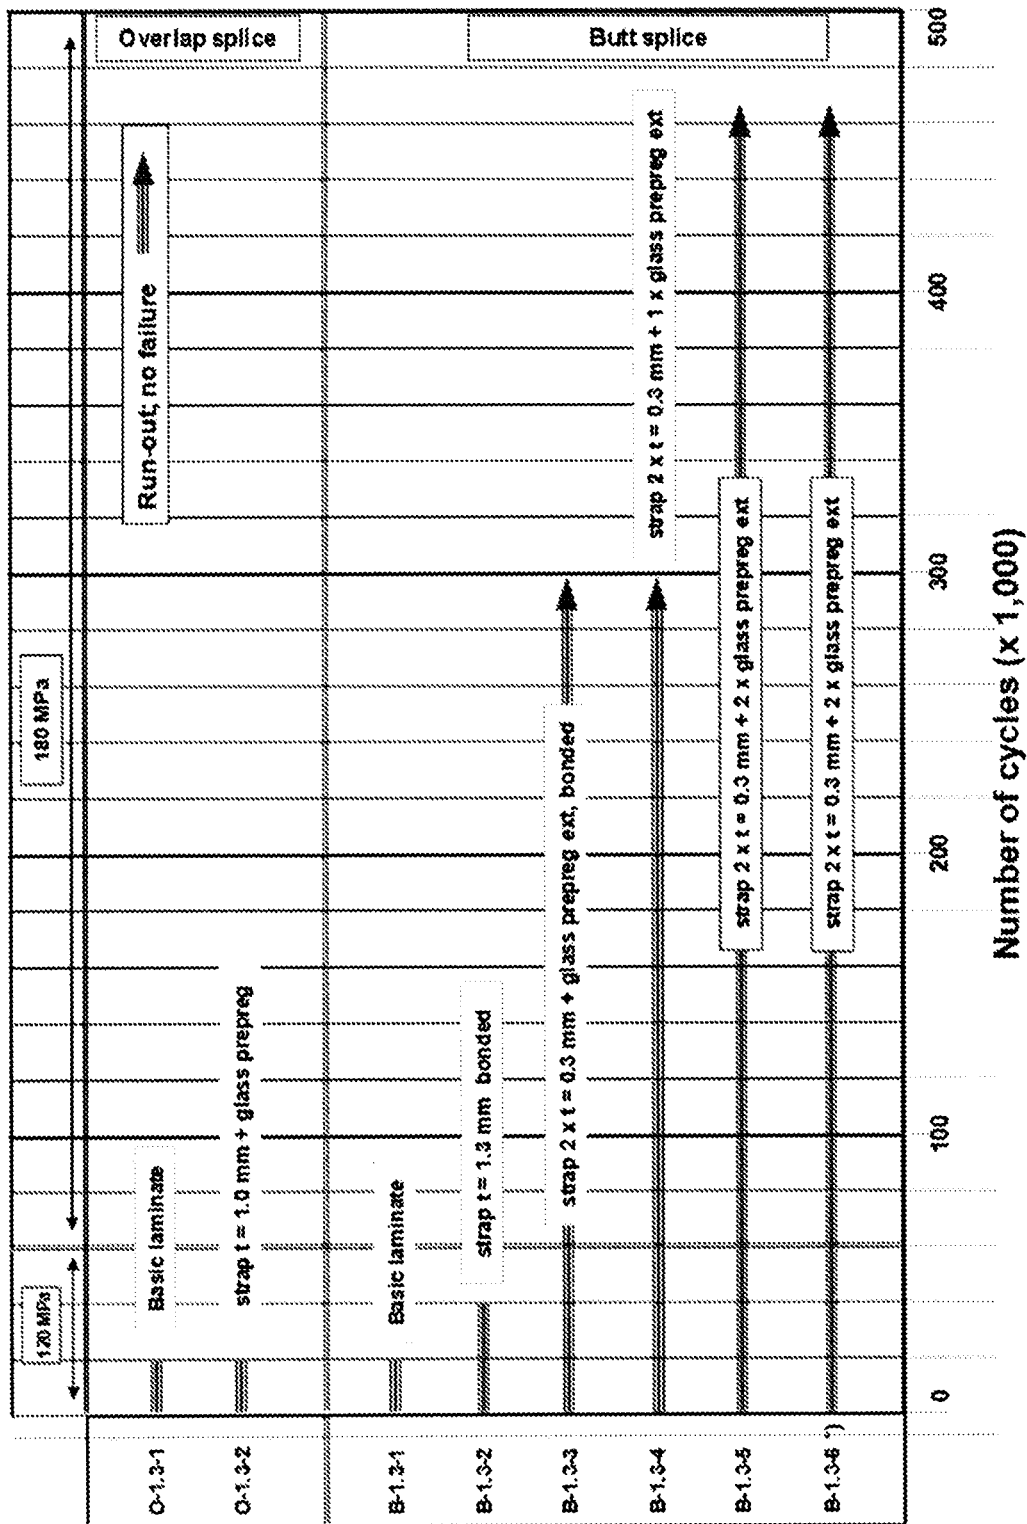 120 MPa
180 MPa
Overlap splice
Butt splice
Run-out; no failure
O-1.3-1
Basic laminate
O-1.3-2
strap t = 1.0 mm + glass prepreg
B-1.3-1
Basic laminate
B-1.3-2
strap t = 1.3 mm bonded
B-1.3-3
strap 2 x t = 0.3 mm + glass prepreg ext, bonded
B-1.3-4
strap 2 x t = 0.3 mm + 1 x glass prepreg ext
B-1.3-5
strap 2 x t = 0.3 mm + 2 x glass prepreg ext
B-1.3-6 *)
strap 2 x t = 0.3 mm + 2 x glass prepreg ext
0
100
200
300
400
500
Number of cycles (x 1,000)